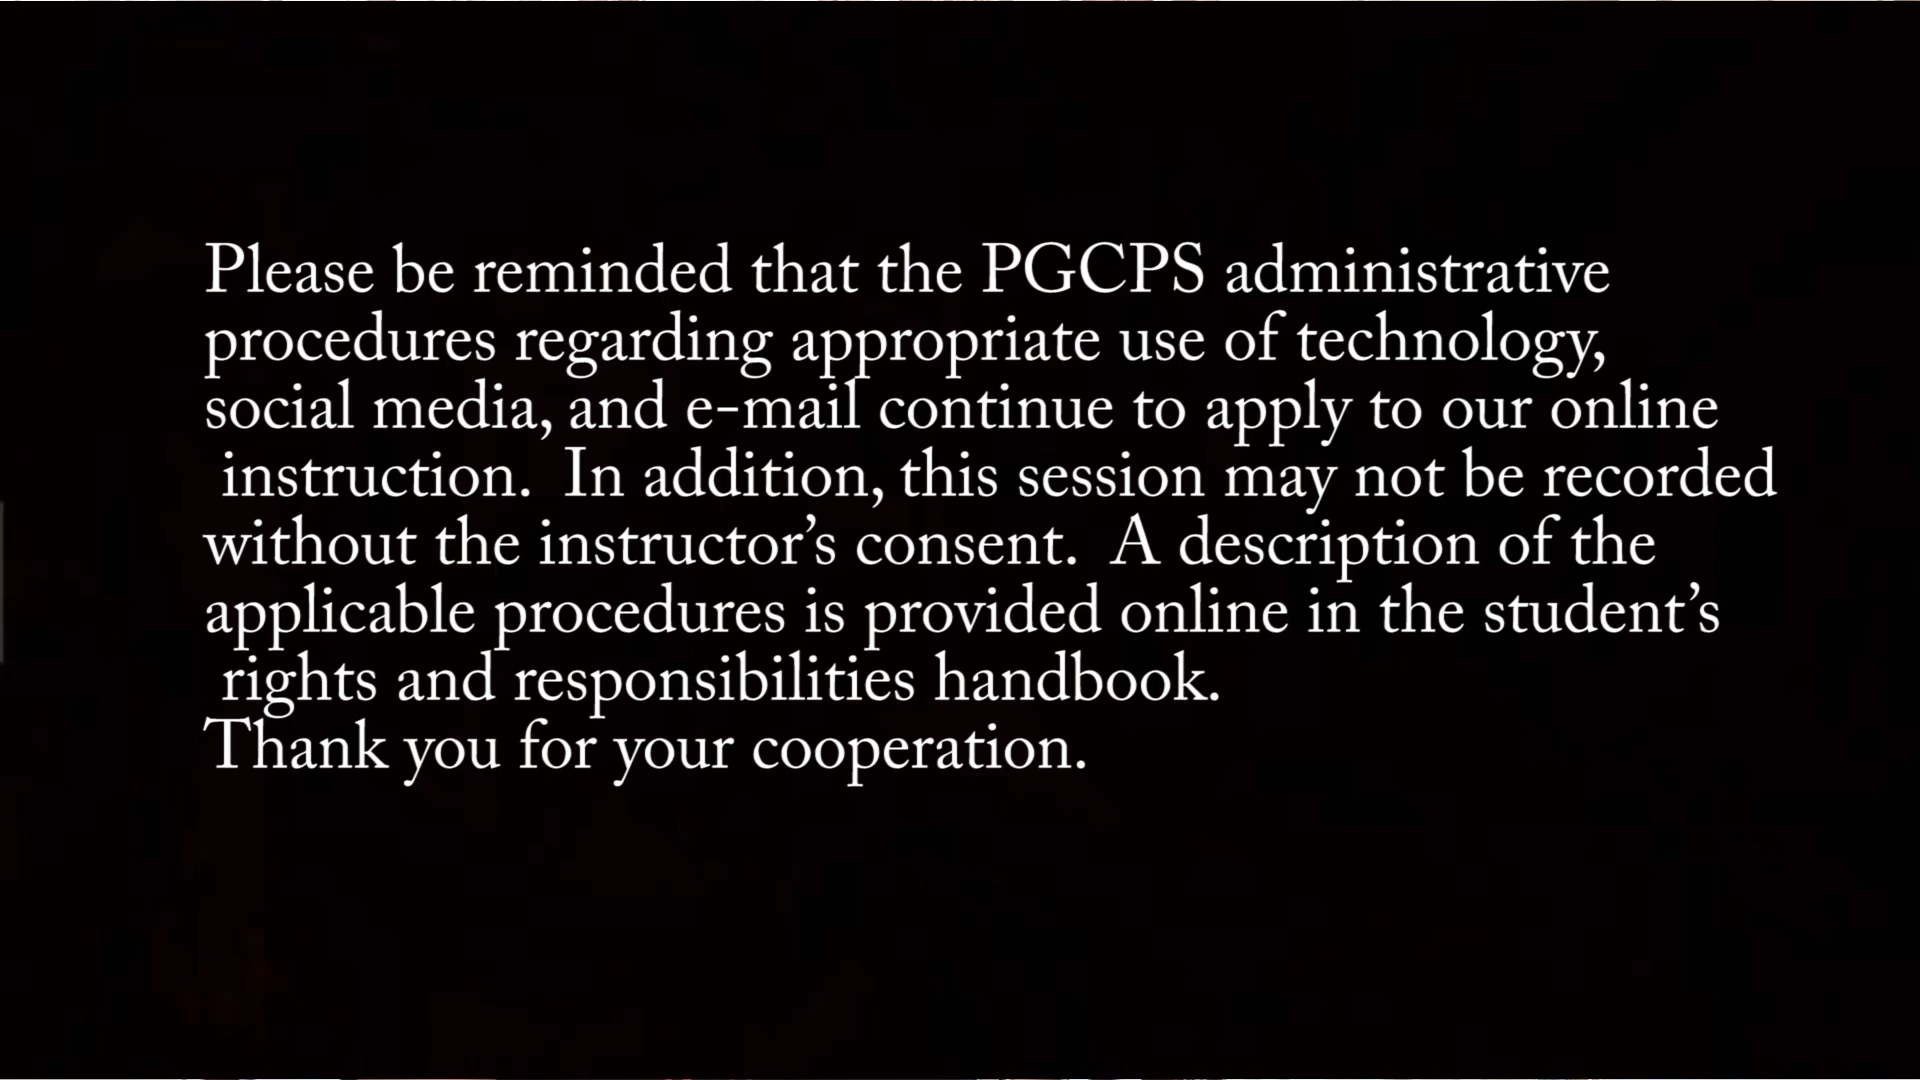 Please be reminded that the PGCPS administrative
procedures regarding appropriate use of technology,
social media, and e-mail continue to apply to our online
instruction.  In addition, this session may not be recorded
without the instructor’s consent.  A description of the
applicable procedures is provided online in the student’s
rights and responsibilities handbook.
Thank you for your cooperation.